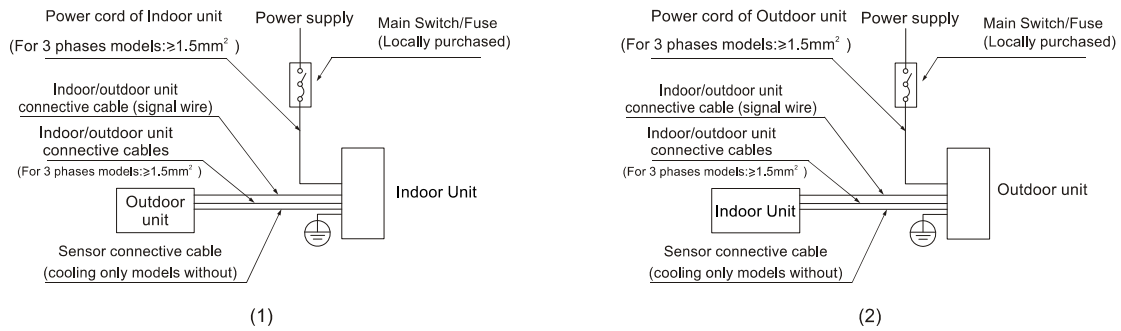 Power cord of Indoor unit
(For 3 phases models:≥1.5mm² )
Power supply
Main Switch/Fuse
(Locally purchased)
Indoor/outdoor unit
connective cable (signal wire)
Indoor/outdoor unit
connective cables
(For 3 phases models:≥1.5mm² )
Outdoor
unit
Indoor Unit
Sensor connective cable
(cooling only models without)
(1)
Power cord of Outdoor unit
(For 3 phases models:≥1.5mm² )
Power supply
Main Switch/Fuse
(Locally purchased)
Indoor/outdoor unit
connective cable (signal wire)
Indoor/outdoor unit
connective cables
(For 3 phases models:≥1.5mm² )
Indoor Unit
Outdoor unit
Sensor connective cable
(cooling only models without)
(2)